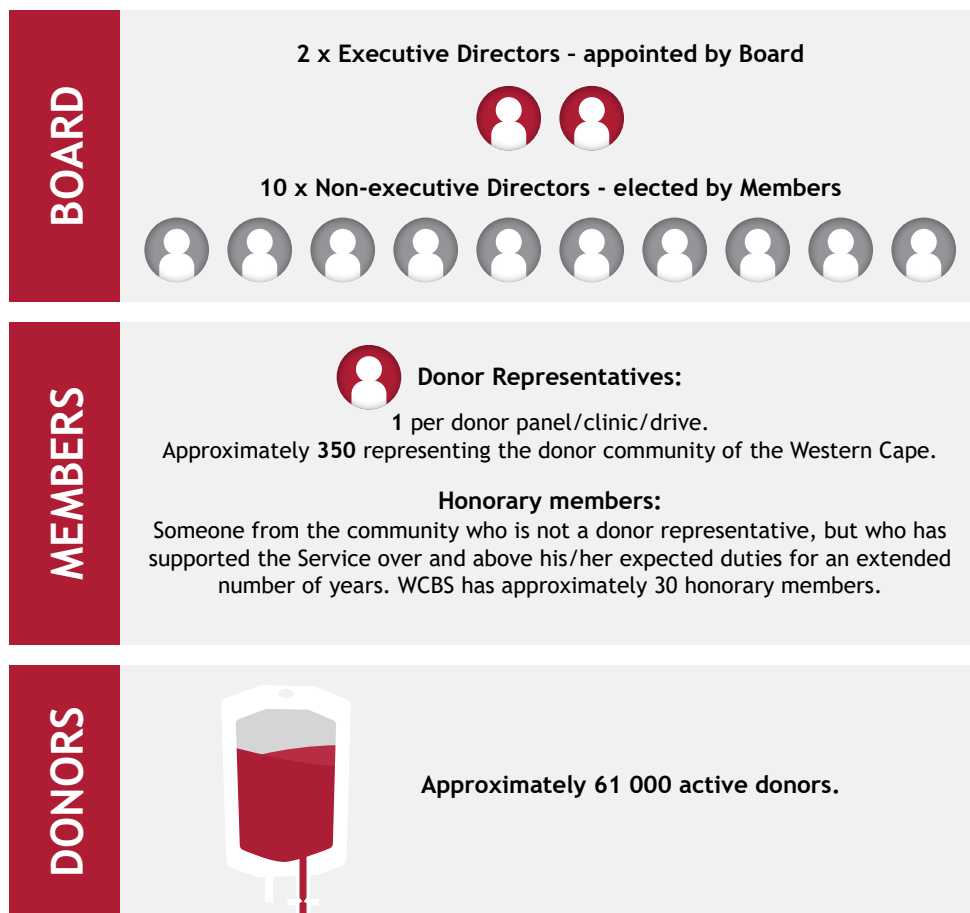 BOARD
2 x Executive Directors – appointed by Board
10 x Non-executive Directors - elected by Members
MEMBERS
Donor Representatives:
1 per donor panel/clinic/drive.
Approximately 350 representing the donor community of the Western Cape.
Honorary members:
Someone from the community who is not a donor representative, but who has
supported the Service over and above his/her expected duties for an extended
number of years. WCBS has approximately 30 honorary members.
DONORS
Approximately 61 000 active donors.